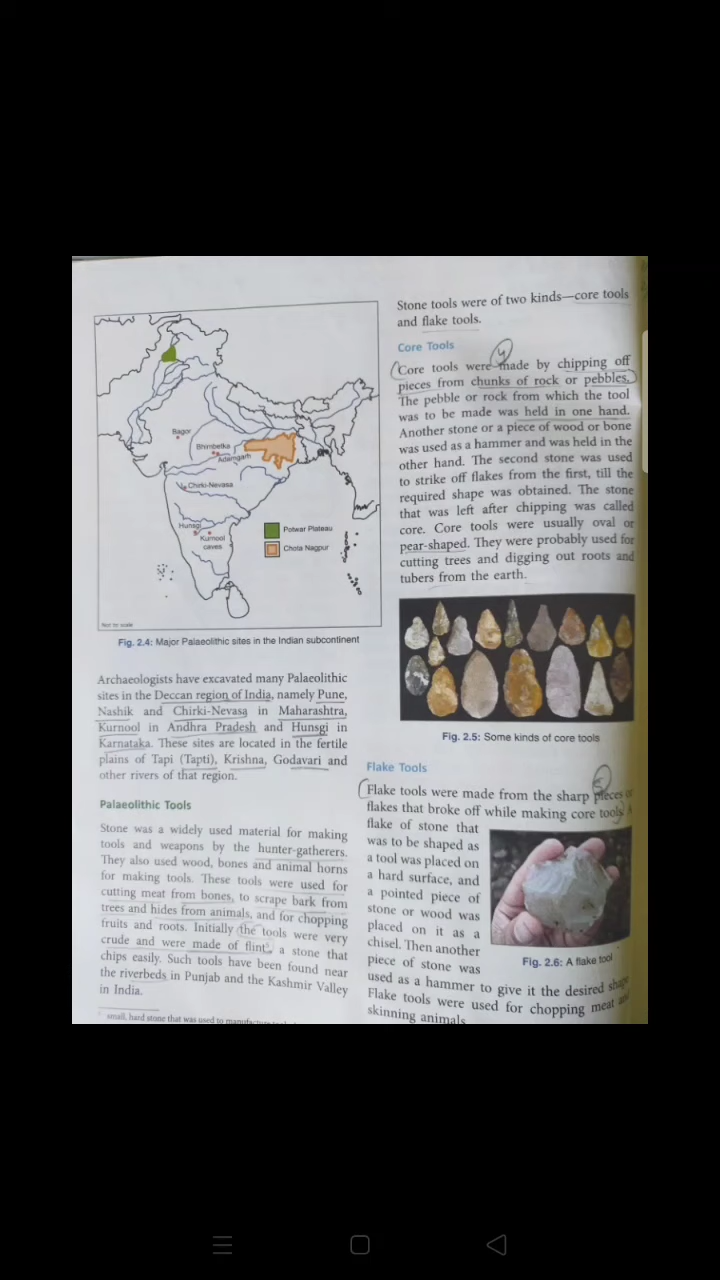 Bagor
Bhimbetka
Adamgarh
Chirki-Nevasa
Hunsgi
Kurnool
caves
Potwar Plateau
Chota Nagpur
Not to scale
Fig. 2.4: Major Palaeolithic sites in the Indian subcontinent
Archaeologists have excavated many Palaeolithic
sites in the Deccan region of India, namely Pune,
Nashik and Chirki-Nevasa in Maharashtra,
Kurnool in Andhra Pradesh and Hunsgi in
Karnataka. These sites are located in the fertile
plains of Tapi (Tapti), Krishna, Godavari and
other rivers of that region.
Palaeolithic Tools
Stone was a widely used material for making
tools and weapons by the hunter-gatherers.
They also used wood, bones and animal horns
for making tools. These tools were used for
cutting meat from bones, to scrape bark from
trees and hides from animals, and for chopping
fruits and roots. Initially the tools were very
crude and were made of flint, a stone that
chips easily. Such tools have been found near
the riverbeds in Punjab and the Kashmir Valley
in India.
small, hard stone that was used to
Stone tools were of two kinds—core tools
and flake tools.
Core Tools
4
Core tools were made by chipping off
pieces from chunks of rock or pebbles.
The pebble or rock from which the tool
was to be made was held in one hand.
Another stone or a piece of wood or bone
was used as a hammer and was held in the
other hand. The second stone was used
to strike off flakes from the first, till the
required shape was obtained. The stone
that was left after chipping was called
core. Core tools were usually oval or
pear-shaped. They were probably used for
cutting trees and digging out roots and
tubers from the earth.
Fig. 2.5: Some kinds of core tools
Flake Tools
5
Flake tools were made from the sharp pieces
flakes that broke off while making core tools. A
flake of stone that
was to be shaped as
a tool was placed on
a hard surface, and
a pointed piece of
stone or wood was
placed on it as a
chisel. Then another
piece of stone was
used as a hammer to give it the desired shape
Flake tools were used for chopping meat
skinning animals
Fig. 2.6: A flake tool